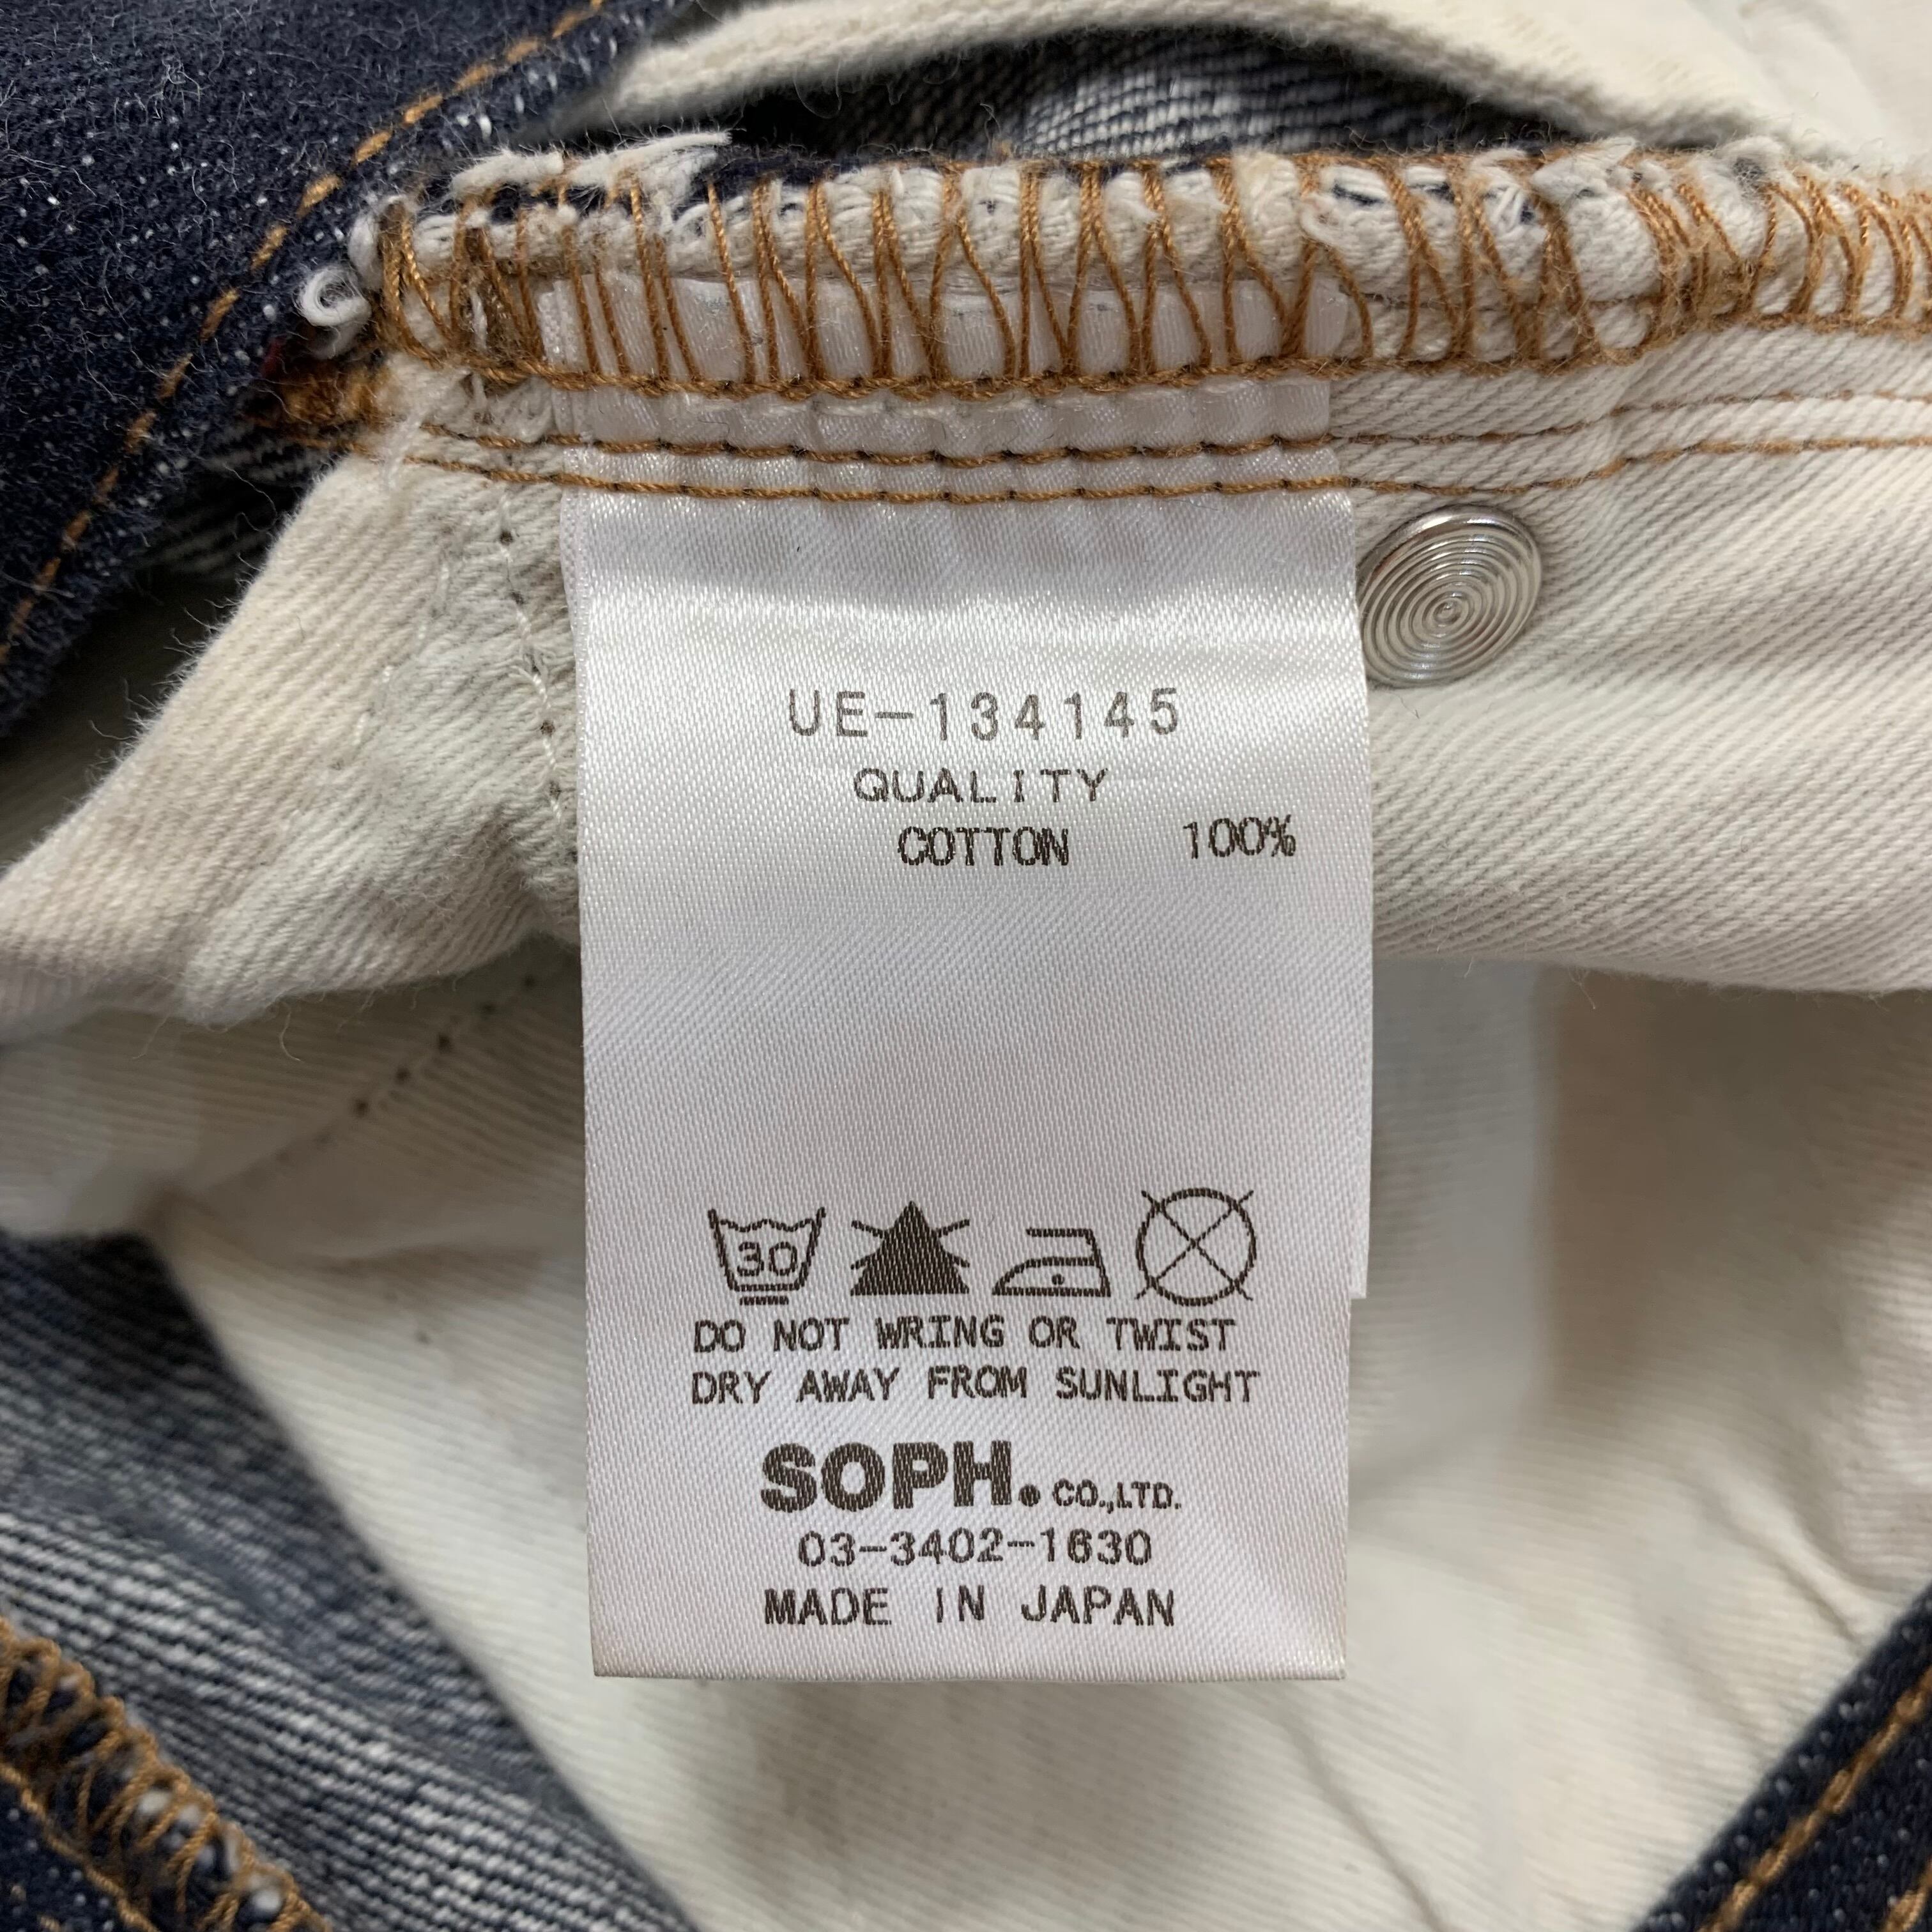 UE-134145
QUALITY
COTTON 100%
30
DO NOT WRING OR TWIST
DRY AWAY FROM SUNLIGHT
SOPH. CO.,LTD.
03-3402-1630
MADE IN JAPAN